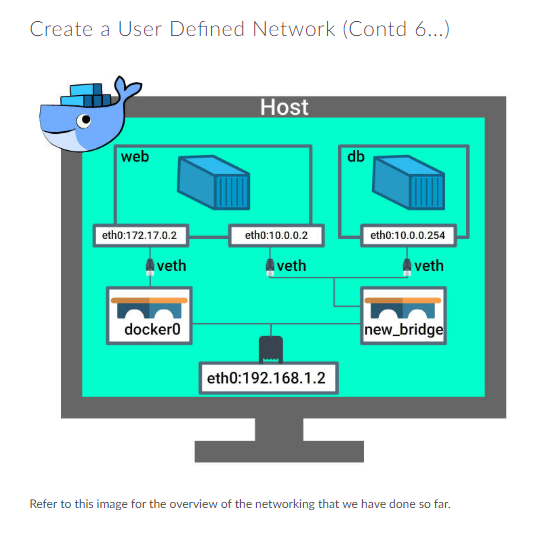 Create a User Defined Network (Contd 6...)
Host
web
db
eth0:172.17.0.2
eth0:10.0.0.2
eth0:10.0.0.254
veth
veth
veth
docker0
new_bridge
eth0:192.168.1.2
Refer to this image for the overview of the networking that we have done so far.